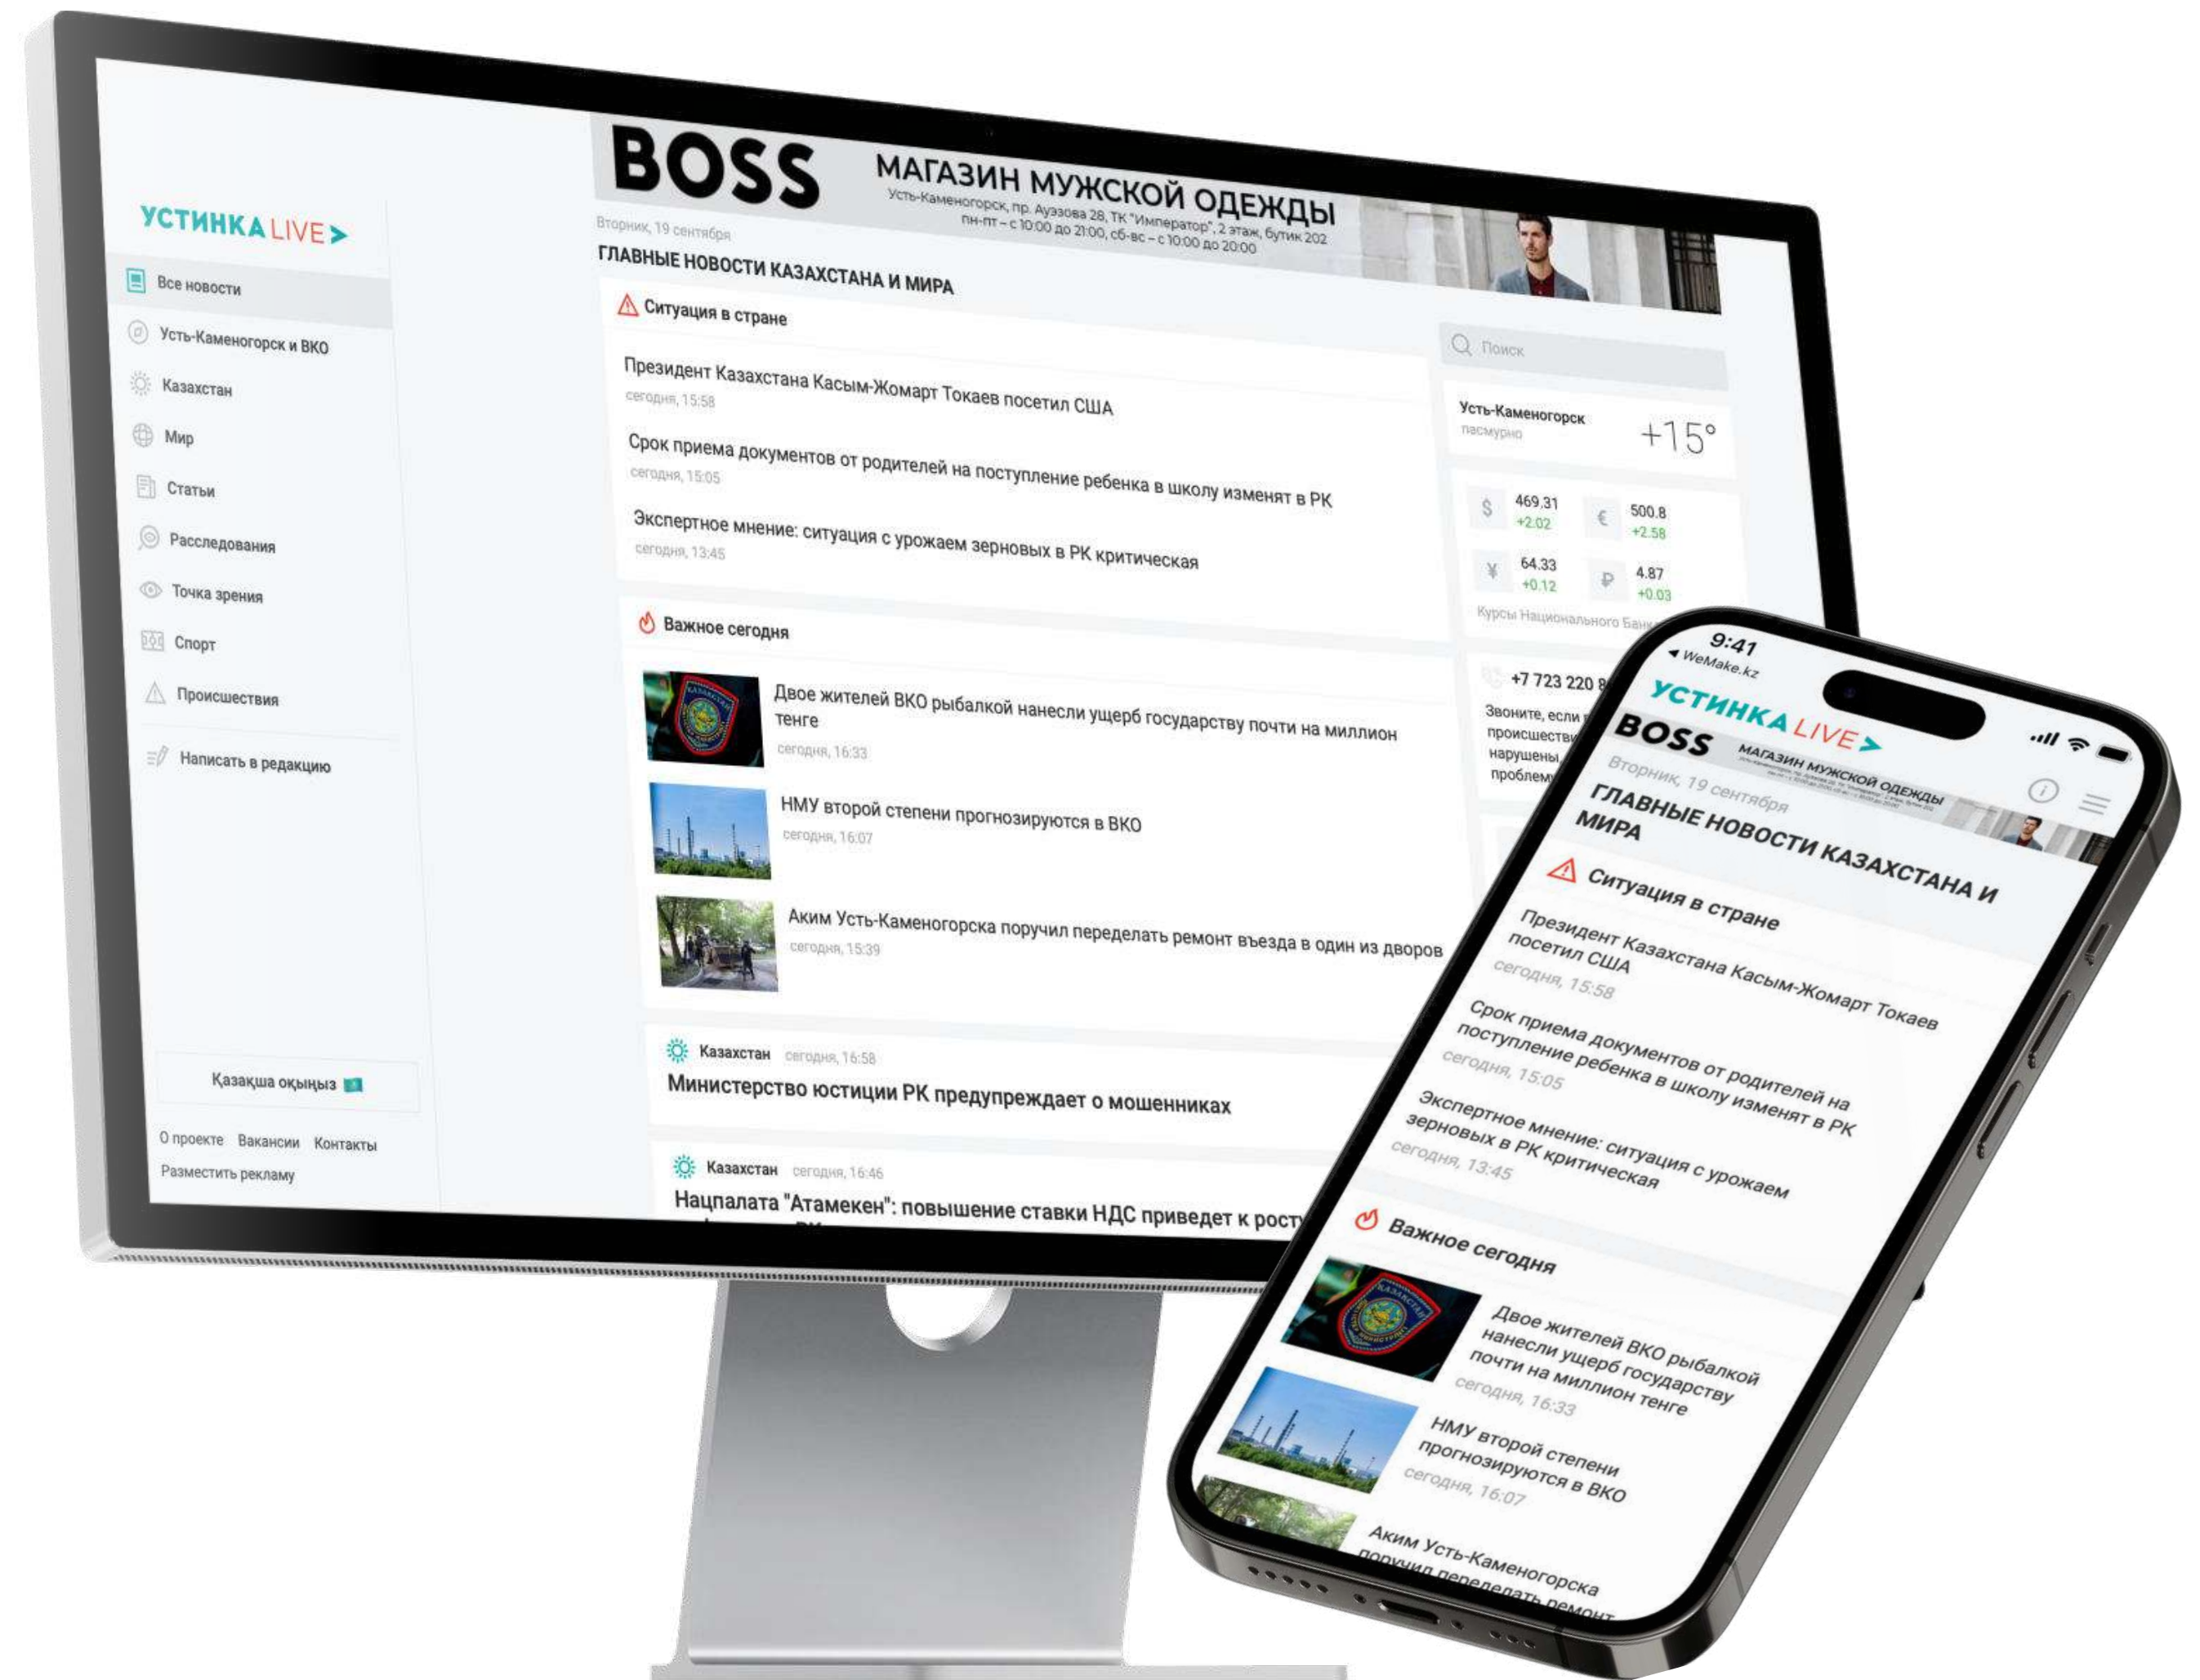 BOSS
МАГАЗИН МУЖСКОЙ ОДЕЖДЫ
Усть-Каменогорск, пр. Ауэзова 28, ТК "Император", 2 этаж, бутик 202
пн-пт – с 10:00 до 21:00, сб-вс – с 10:00 до 20:00
УСТИНКА LIVE >
Все новости
Усть-Каменогорск и ВКО
Казахстан
Мир
Статьи
Расследования
Точка зрения
Спорт
Происшествия
Написать в редакцию
Қазақша оқыңыз
О проекте Вакансии Контакты
Разместить рекламу
Вторник, 19 сентября
ГЛАВНЫЕ НОВОСТИ КАЗАХСТАНА И МИРА
Ситуация в стране
Президент Казахстана Касым-Жомарт Токаев посетил США
сегодня, 15:58
Срок приема документов от родителей на поступление ребенка в школу изменят в РК
сегодня, 15:05
Экспертное мнение: ситуация с урожаем зерновых в РК критическая
сегодня, 13:45
Важное сегодня
Двое жителей ВКО рыбалкой нанесли ущерб государству почти на миллион
тенге
сегодня, 16:33
НМУ второй степени прогнозируются в ВКО
сегодня, 16:07
Аким Усть-Каменогорска поручил переделать ремонт въезда в один из дворов
сегодня, 15:39
Казахстан сегодня, 16:58
Министерство юстиции РК предупреждает о мошенниках
Казахстан сегодня, 16:46
Нацпалата "Атамекен": повышение ставки НДС приведет к
Поиск
Усть-Каменогорск
пасмурно
+15°
$ 469.31 € 500.8
+2.02 +2.58
¥ 64.33 ₽ 4.87
+0.12 +0.03
Курсы Национального
+7 723 220
Звоните, если
нарушены
9:41
◄ WeMake.kz
УСТИНКА LIVE >
BOSS
МАГАЗИН МУЖСКОЙ ОДЕЖДЫ
Вторник, 19 сентября
ГЛАВНЫЕ НОВОСТИ КАЗАХСТАНА И
МИРА
Ситуация в стране
Президент Казахстана Касым-Жомарт Токаев
посетил США
сегодня, 15:58
Срок приема документов от родителей на
поступление ребенка в школу изменят в РК
сегодня, 15:05
Экспертное мнение: ситуация с урожаем
зерновых в РК критическая
сегодня, 13:45
Важное сегодня
ҚАЗАҚСТАН
Двое жителей ВКО рыбалкой
нанесли ущерб государству
почти на миллион тенге
сегодня, 16:33
НМУ второй степени
прогнозируются в ВКО
сегодня, 16:07
Аким Усть-Каменогорска
поручил переделать ремонт